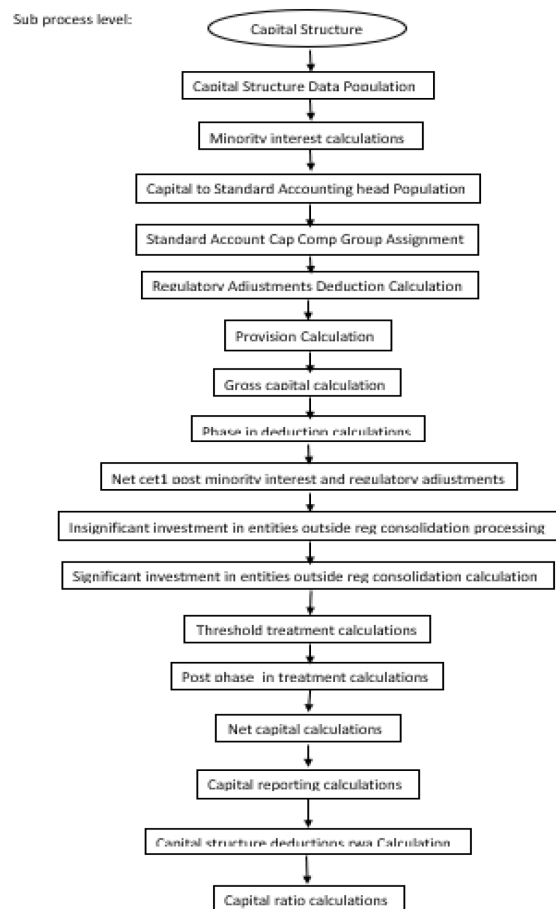 Sub process level:
Capital Structure
Capital Structure Data Population
Minority interest calculations
Capital to Standard Accounting head Population
Standard Account Cap Comp Group Assignment
Regulatory Adjustments Deduction Calculation
Provision Calculation
Gross capital calculation
Phase in deduction calculations
Net cet1 post minority interest and regulatory adjustments
Insignificant investment in entities outside reg consolidation processing
Significant investment in entities outside reg consolidation calculation
Threshold treatment calculations
Post phase in treatment calculations
Net capital calculations
Capital reporting calculations
Capital structure deductions rwa Calculation
Capital ratio calculations